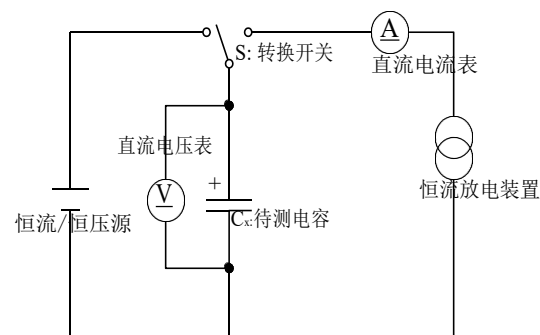 A
S: 转换开关
直流电流表
直流电压表
V
+
恒流放电装置
恒流/恒压源
Cx:待测电容